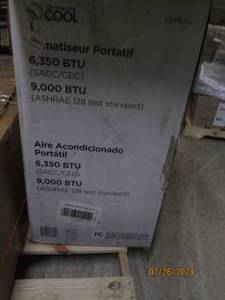 COOL
matiseur Portatif
6,350 BTU
(SACC/CEC)
9,000 BTU
(ASHRAE 128 test standard)
Aire Acondicionado
Portátil
6,350 BTU
(SACC/CEC)
9,000 BTU
(ASHRAE 128 test standard)
FC
07/26/2024